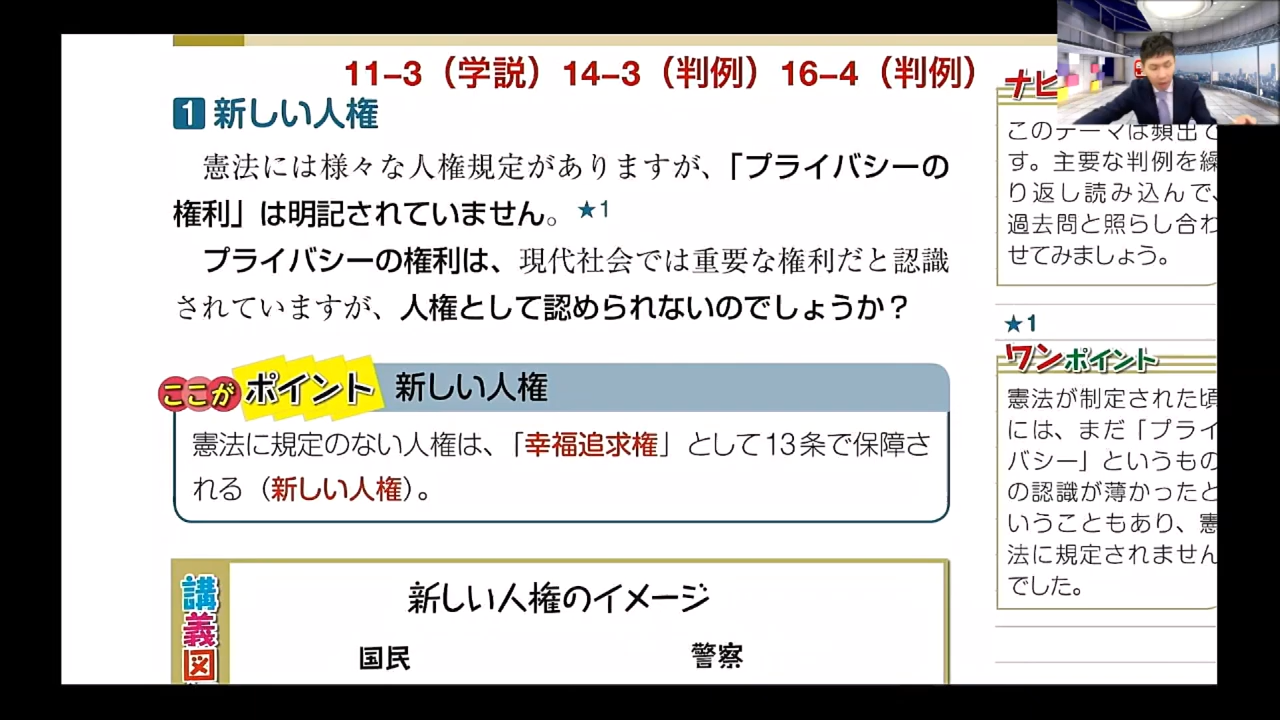 11-3（学説）14-3（判例）16-4（判例）
1 新しい人権
憲法には様々な人権規定がありますが、「プライバシーの
権利」は明記されていません。★1
プライバシーの権利は、現代社会では重要な権利だと認識
されていますが、人権として認められないのでしょうか？
ここがポイント 新しい人権
憲法に規定のない人権は、「幸福追求権」として13条で保障さ
れる（新しい人権）。
講義図
新しい人権のイメージ
国民 警察
ナビ
このテーマは頻出で
す。主要な判例を繰
り返し読み込んで、
過去問と照らし合わ
せてみましょう。
★1
ワンポイント
憲法が制定された頃
には、まだ「プライ
バシー」というもの
の認識が薄かったと
いうこともあり、憲
法に規定されません
でした。